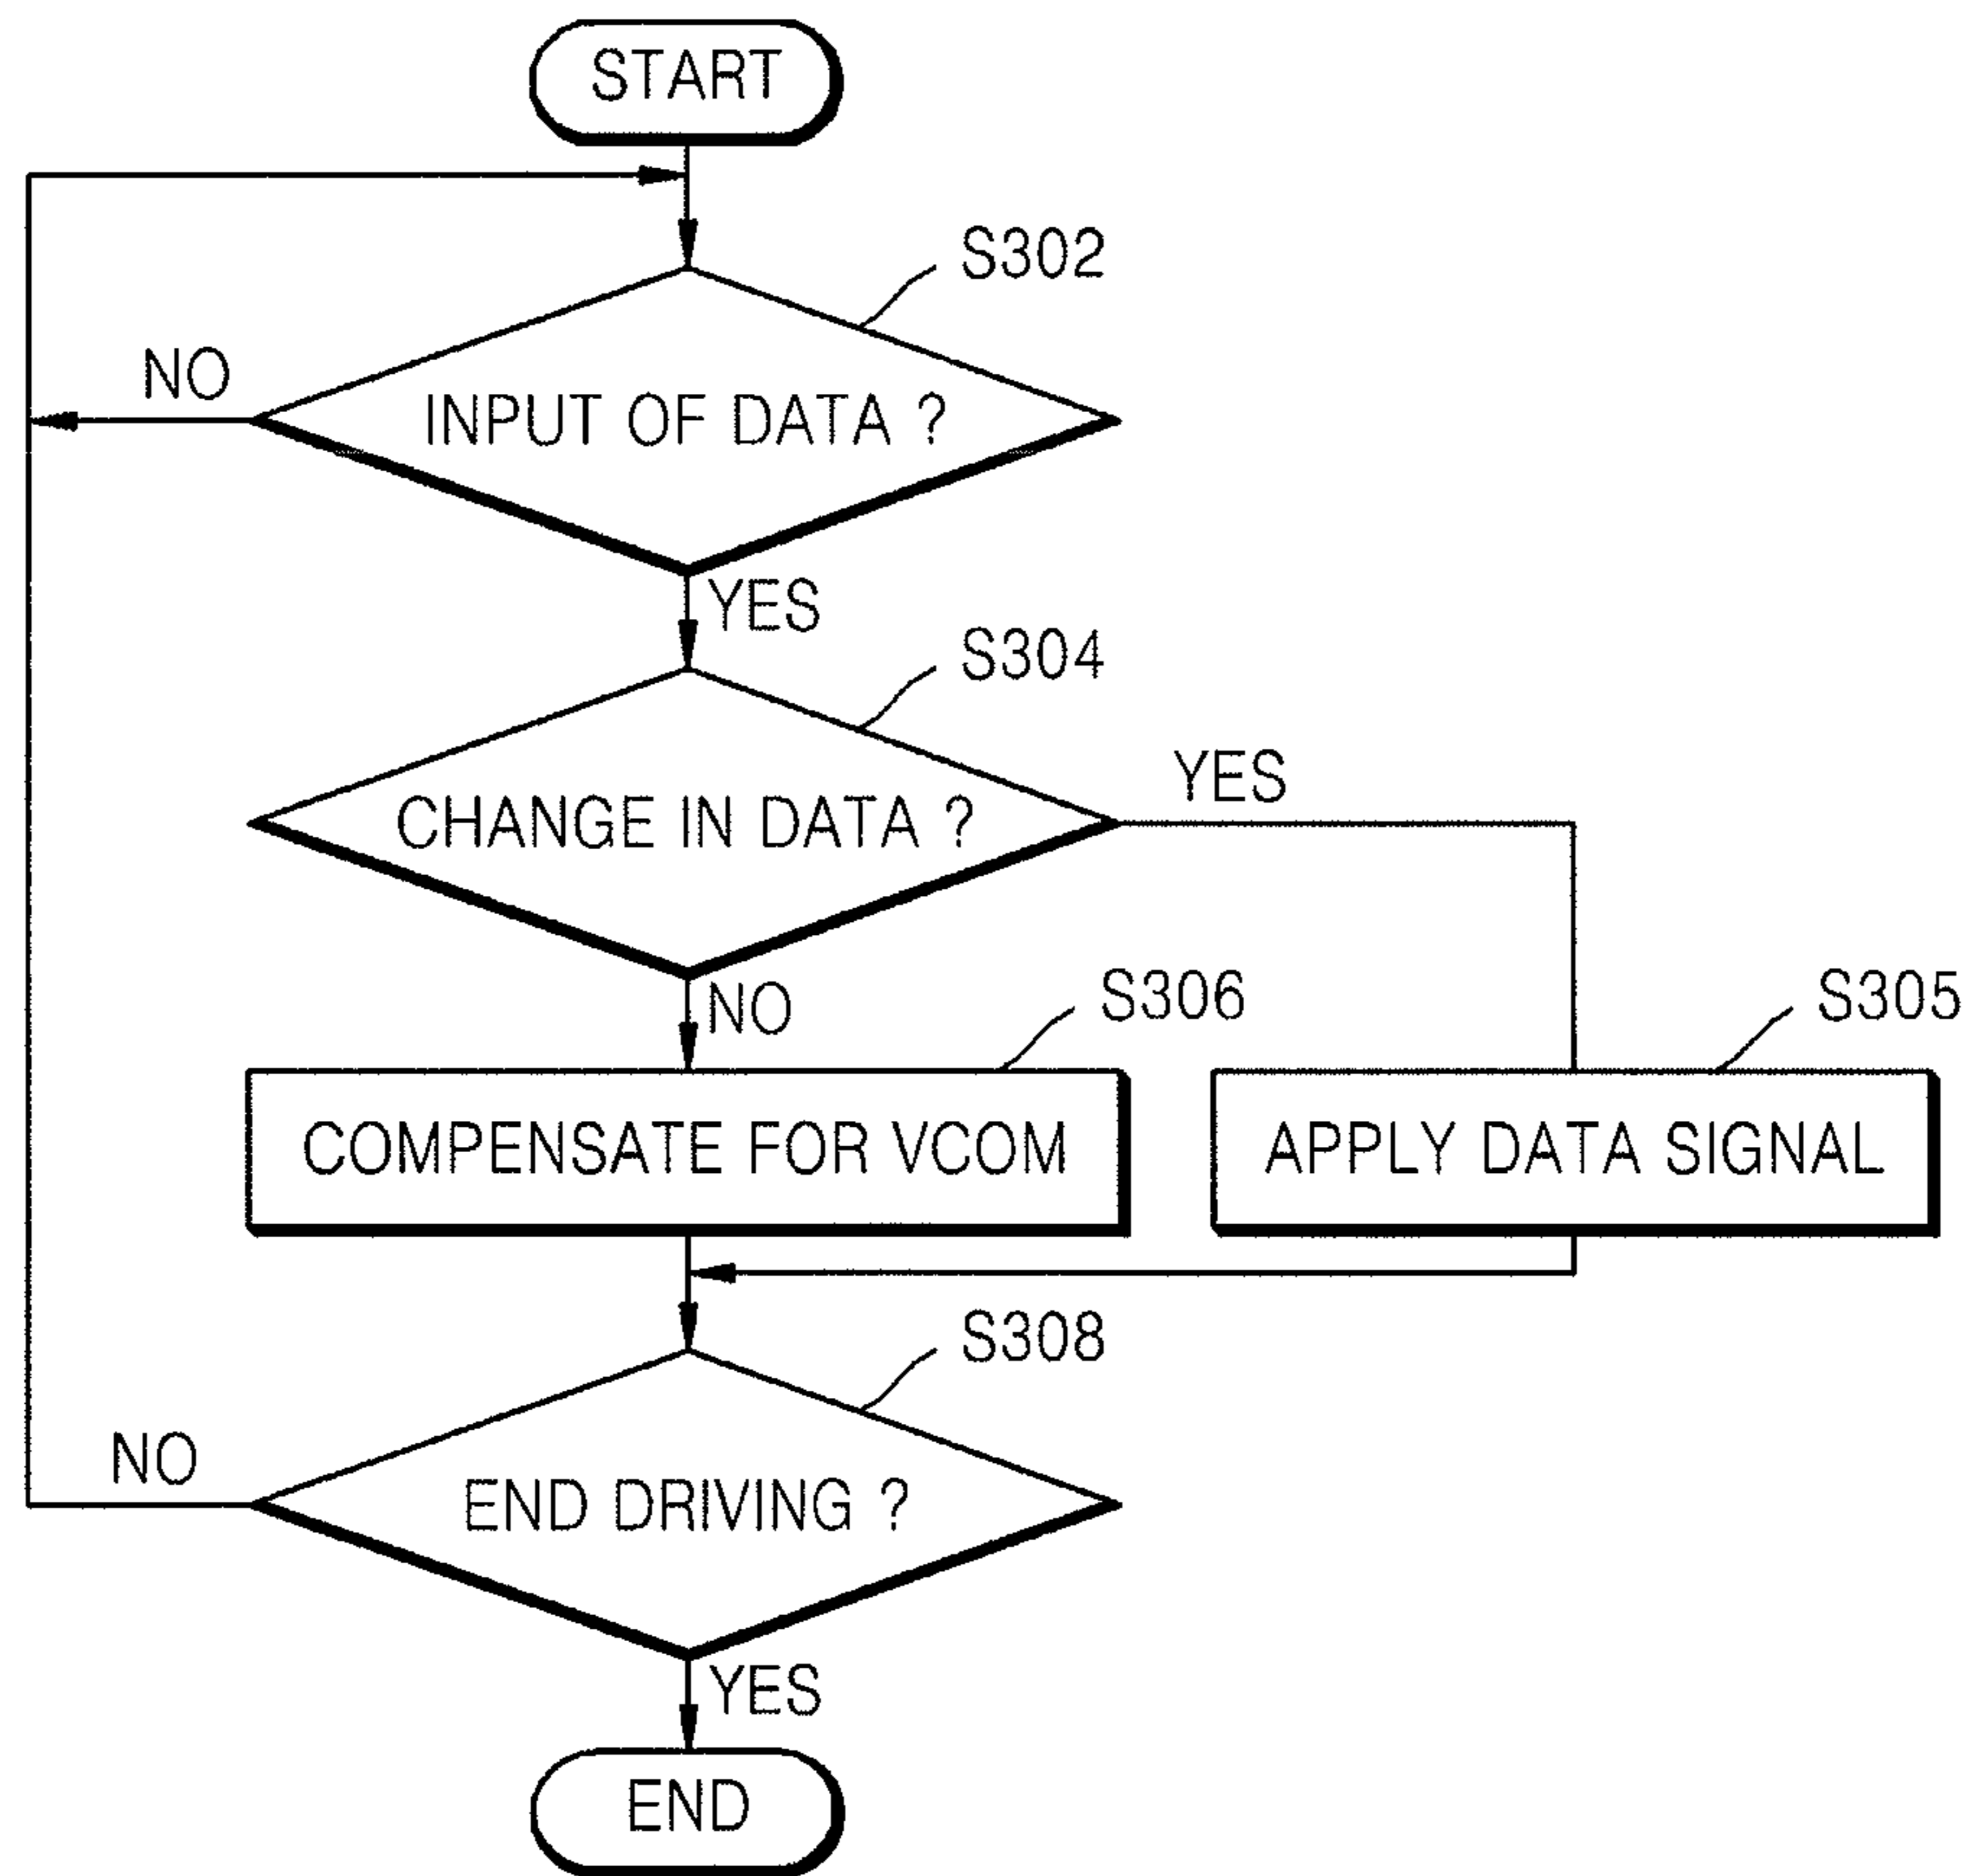 START
S302
NO
INPUT OF DATA ?
YES
S304
YES
CHANGE IN DATA ?
NO
S306
S305
COMPENSATE FOR VCOM
APPLY DATA SIGNAL
S308
NO
END DRIVING ?
YES
END